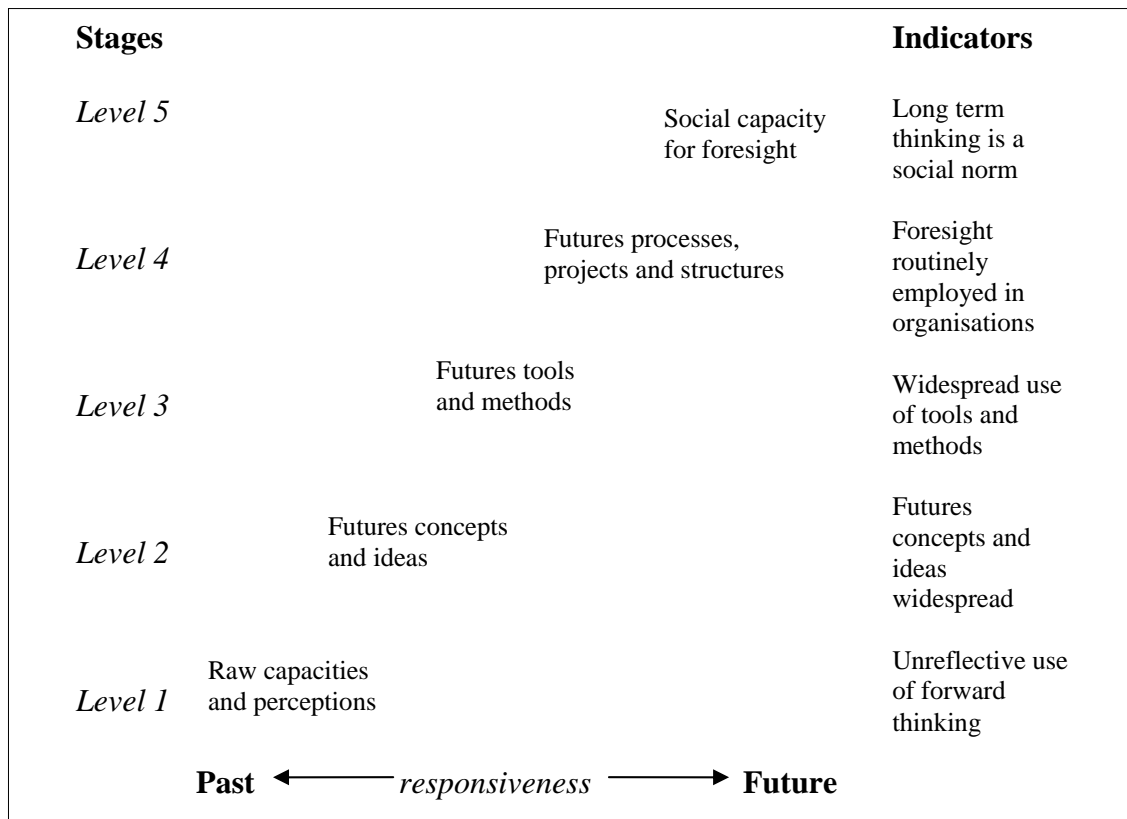 Stages
Indicators
Level 5
Social capacity
for foresight
Long term
thinking is a
social norm
Level 4
Futures processes,
projects and structures
Foresight
routinely
employed in
organisations
Level 3
Futures tools
and methods
Widespread use
of tools and
methods
Level 2
Futures concepts
and ideas
Futures
concepts and
ideas
widespread
Level 1
Raw capacities
and perceptions
Unreflective use
of forward
thinking
Past responsiveness Future